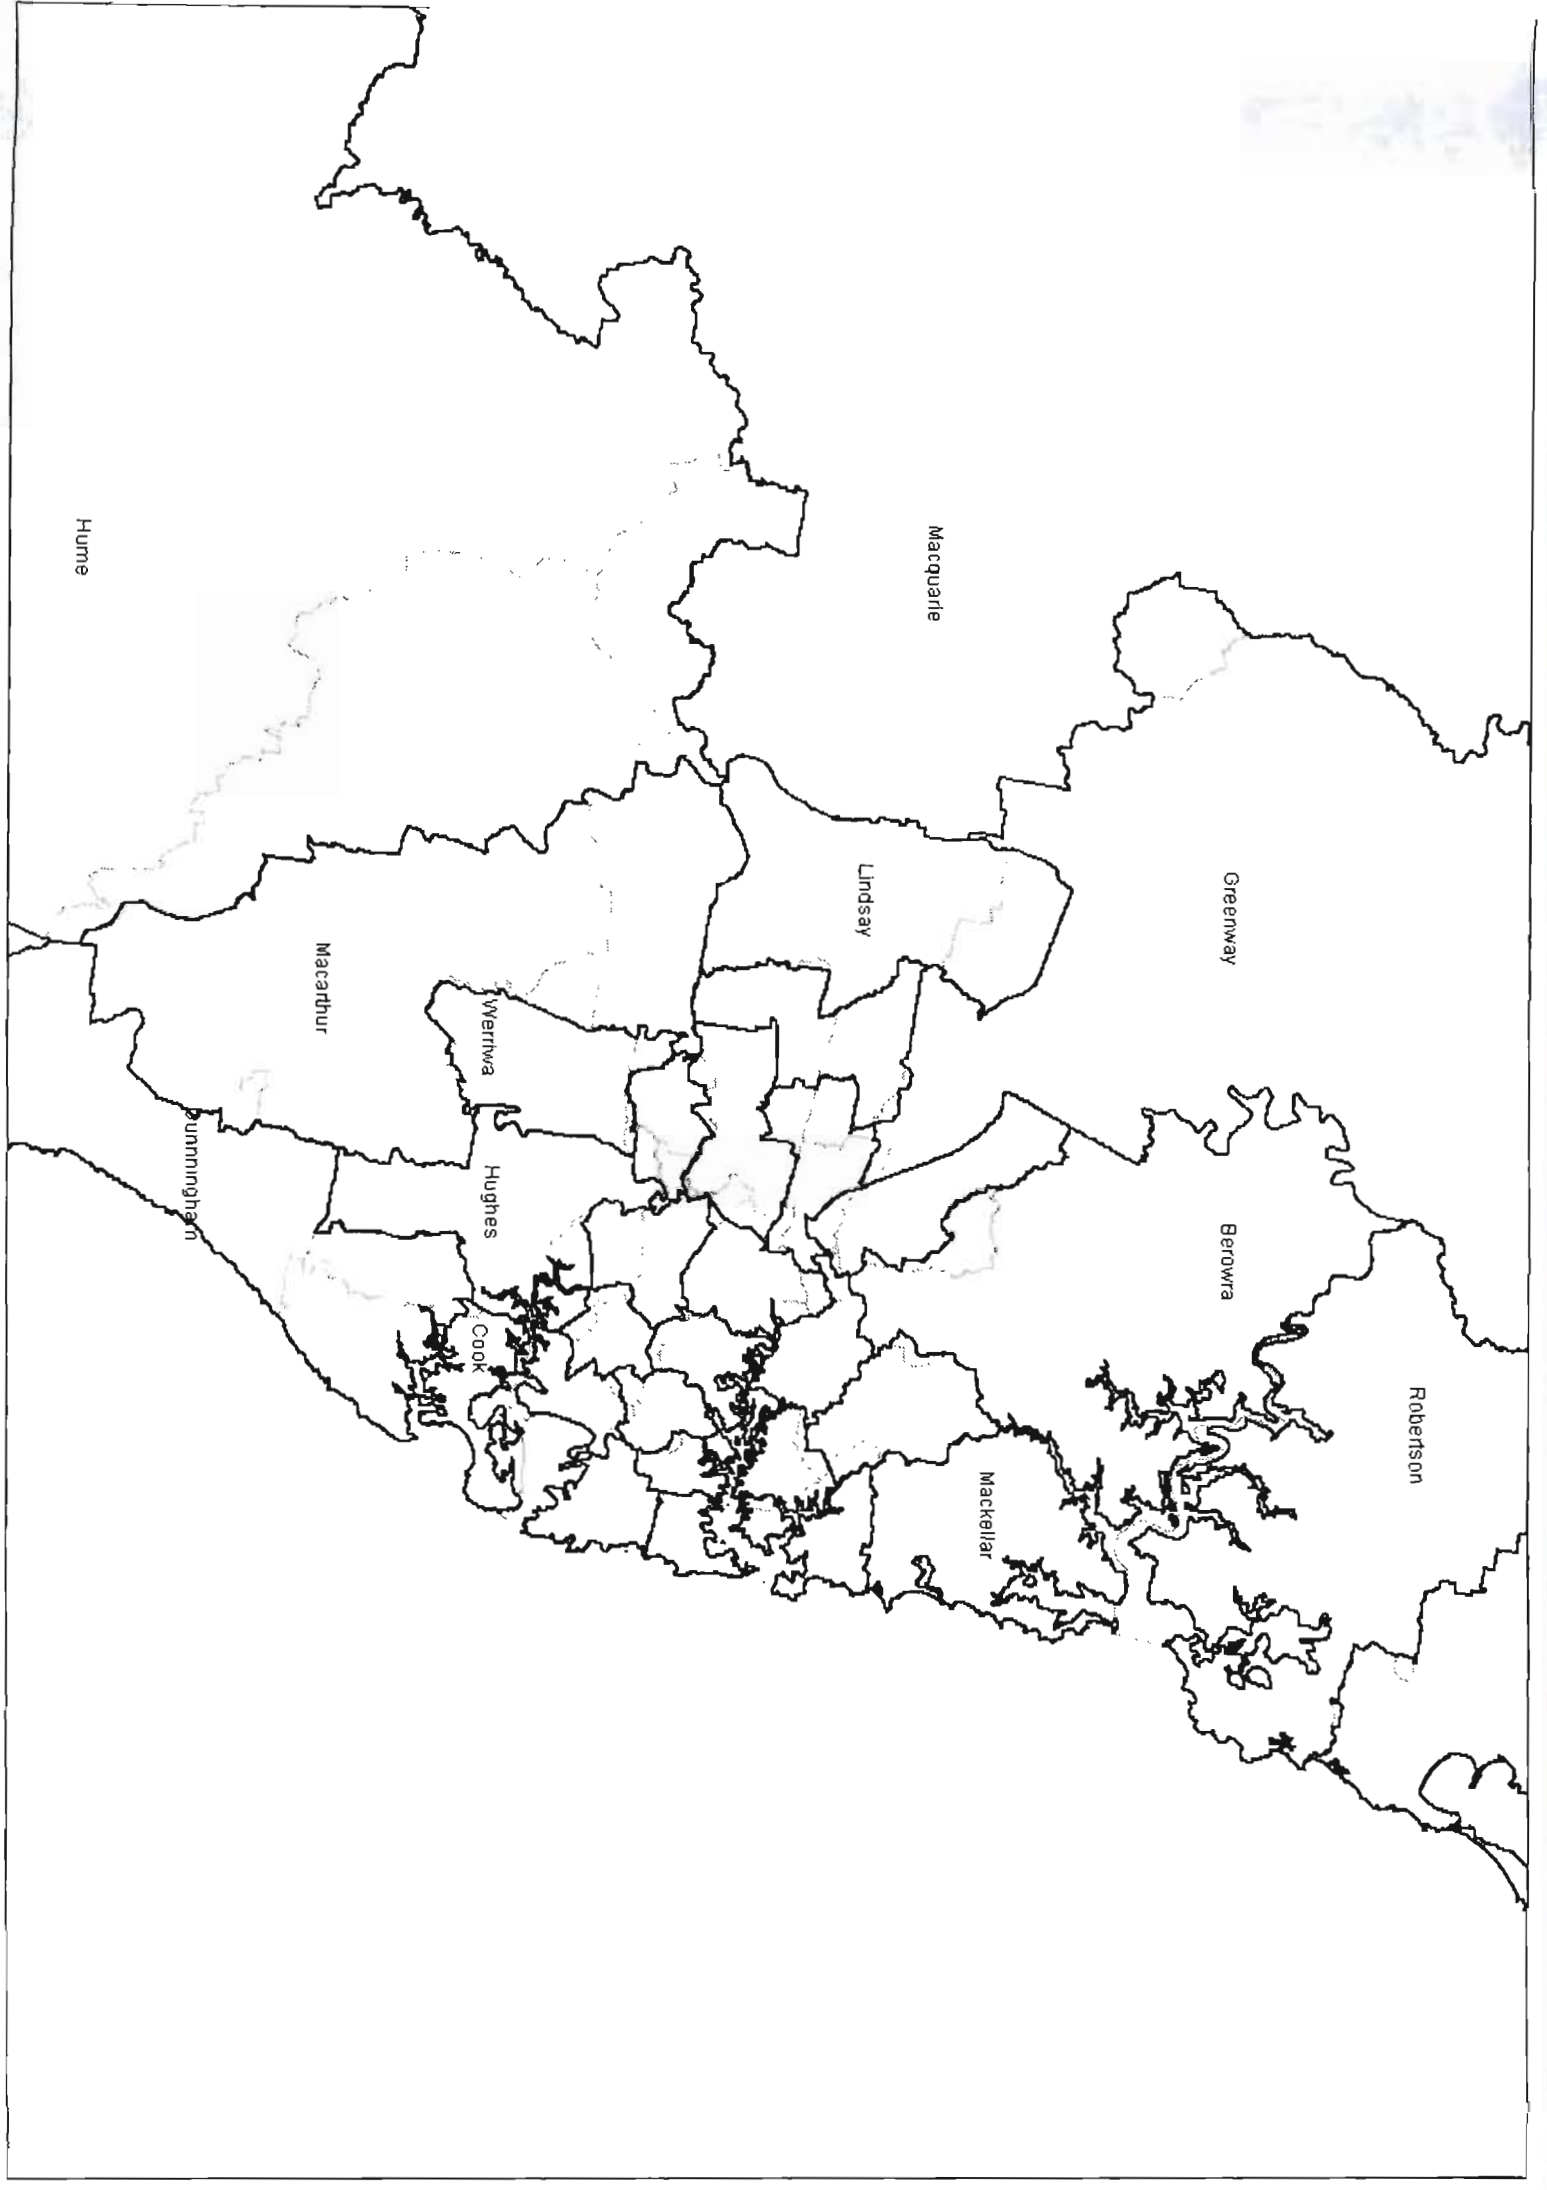 Robertson
Greenway
Berowra
Mackellar
Macquarie
Lindsay
Werriwa
Hughes
Cook
Macarthur
Cunningham
Hume